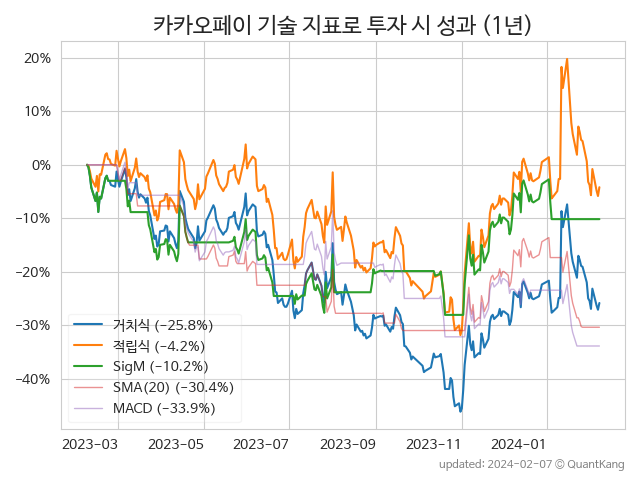 카카오페이 기술 지표로 투자 시 성과 (1년)
20%
10%
0%
−10%
−20%
−30%
−40%
거치식 (−25.8%)
적립식 (−4.2%)
SigM (−10.2%)
SMA(20) (−30.4%)
MACD (−33.9%)
2023-03 2023-05 2023-07 2023-09 2023-11 2024-01
updated: 2024-02-07 © QuantKang